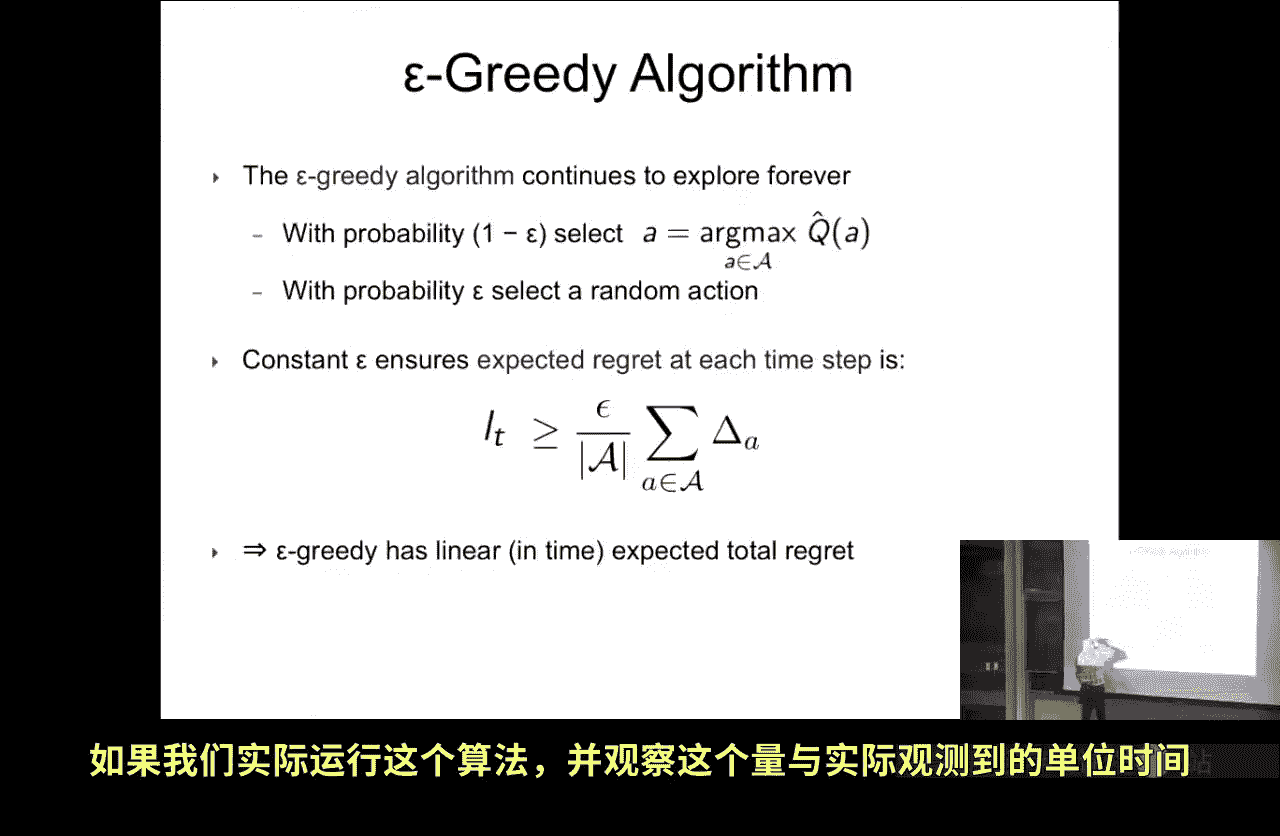 ε-Greedy Algorithm
The ε-greedy algorithm continues to explore forever
– With probability (1 − ε) select a = argmax Q̂(a)
a∈𝒜
– With probability ε select a random action
Constant ε ensures expected regret at each time step is:
l_t ≥ ϵ/|𝒜| ∑_{a∈𝒜} Δ_a
⇒ ε-greedy has linear (in time) expected total regret
如果我们实际运行这个算法，并观察这个量与实际观测到的单位时间